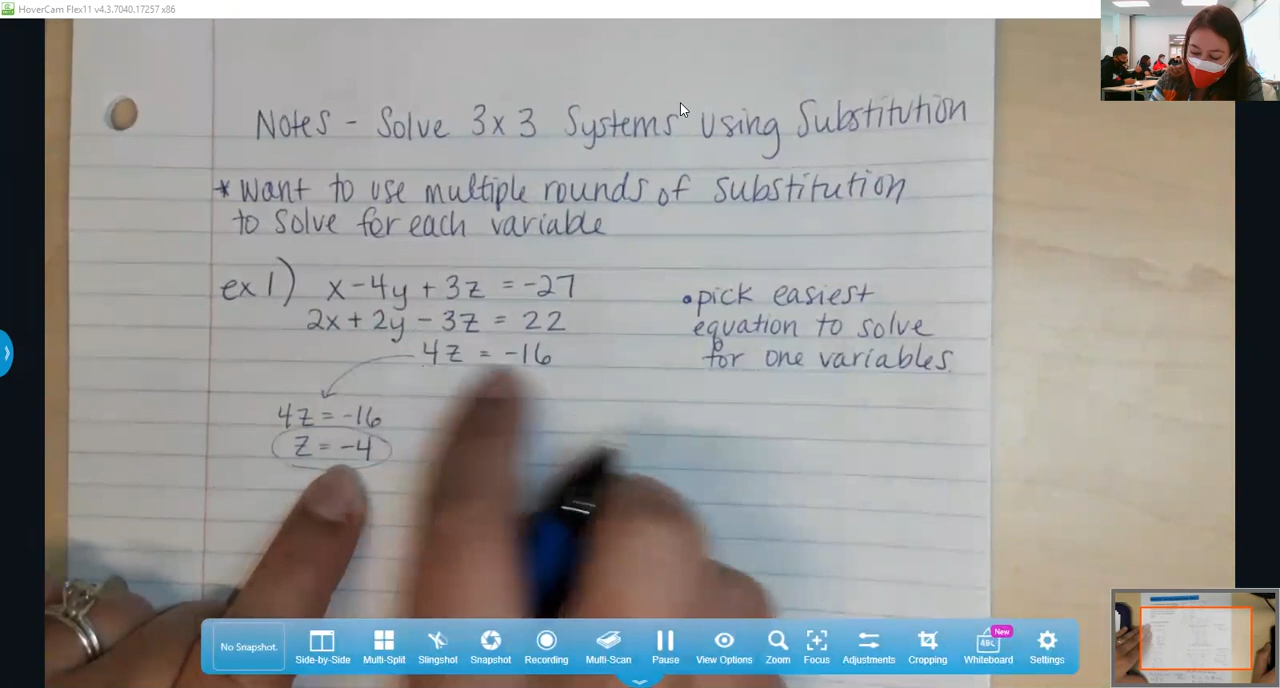 HoverCam Flex11 v4.3.7040.17257 x86
Notes - Solve 3x3 Systems Using Substitution
* Want to use multiple rounds of substitution
to solve for each variable
ex 1) x - 4y + 3z = -27
2x + 2y - 3z = 22
4z = -16
4z = -16
z = -4
• pick easiest
equation to solve
for one variables.
No Snapshot.
Side-by-Side Multi-Split Slingshot Snapshot Recording Multi-Scan Pause View Options Zoom Focus Adjustments Cropping ABC New Whiteboard Settings